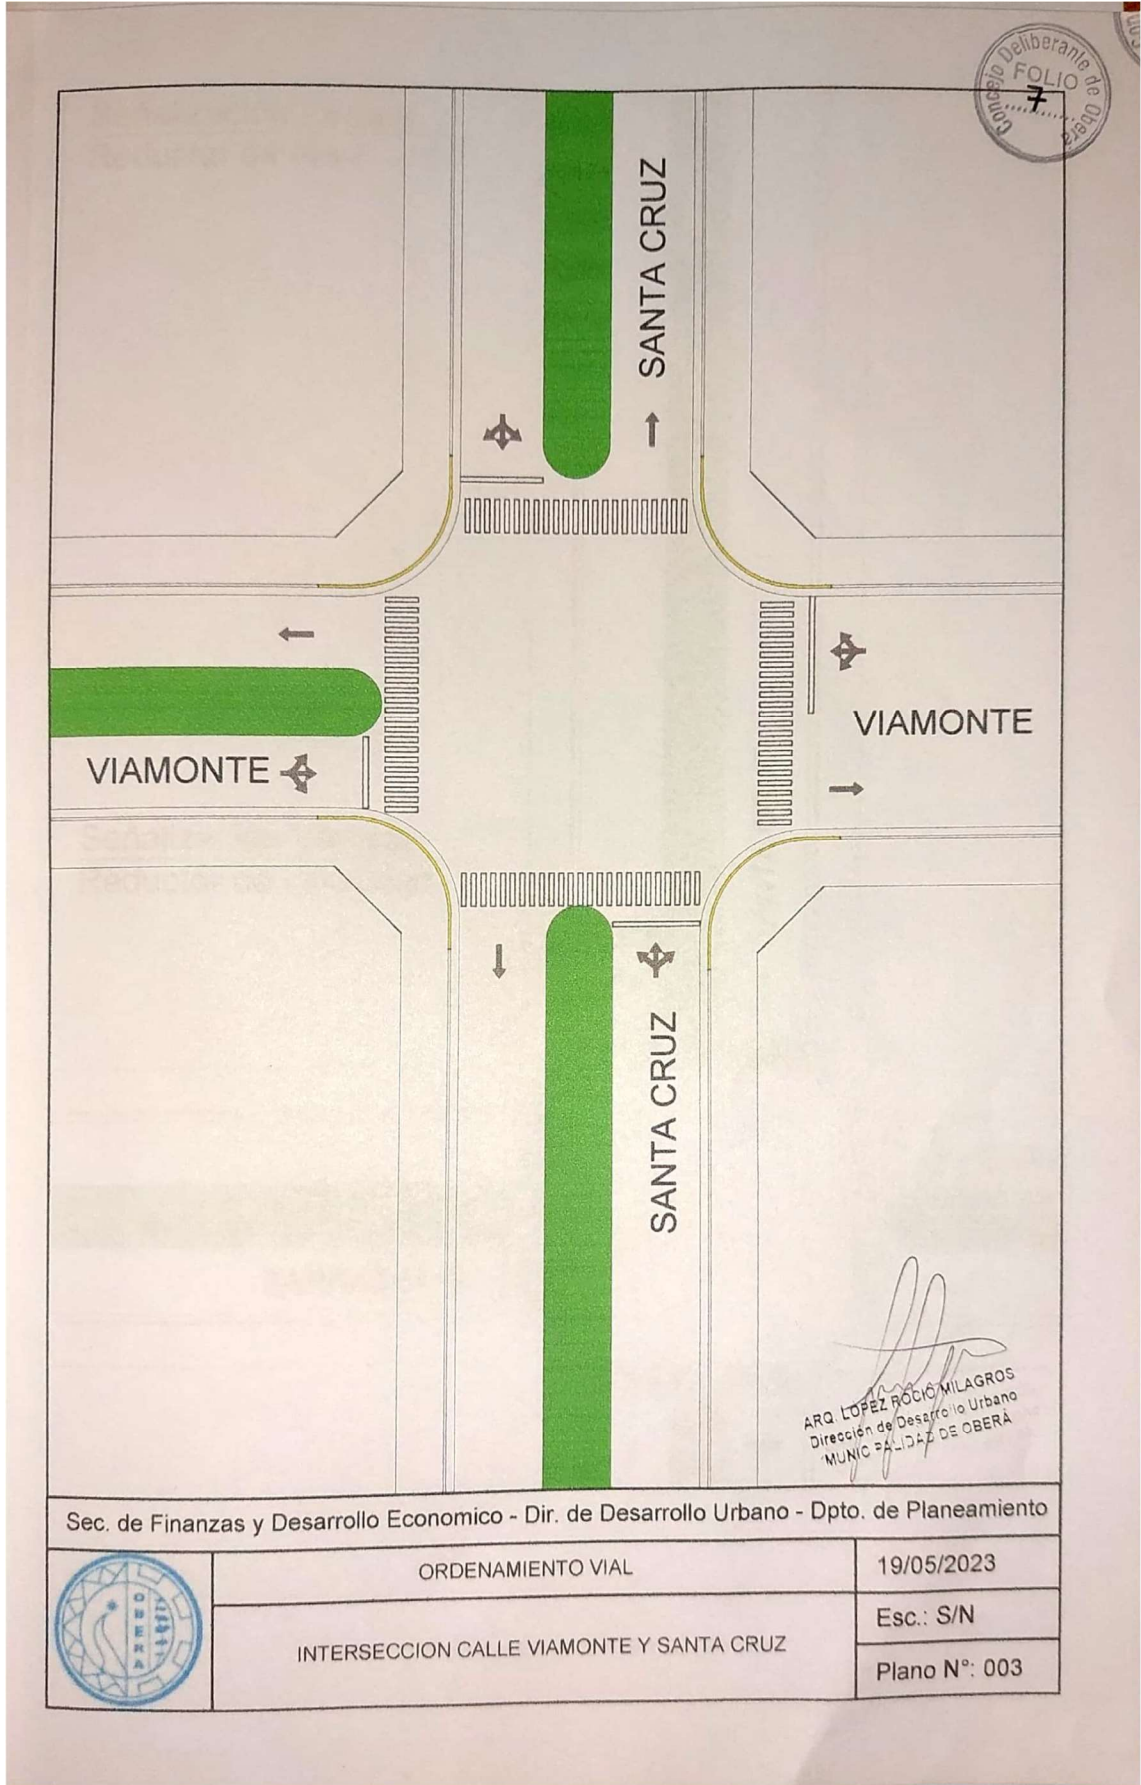 Concejo Deliberante de Oberá
FOLIO
7
SANTA CRUZ
VIAMONTE
VIAMONTE
SANTA CRUZ
ARQ. LOPEZ ROCIO MILAGROS
Dirección de Desarrollo Urbano
MUNICIPALIDAD DE OBERÁ
Sec. de Finanzas y Desarrollo Economico - Dir. de Desarrollo Urbano - Dpto. de Planeamiento
ORDENAMIENTO VIAL
19/05/2023
Esc.: S/N
INTERSECCION CALLE VIAMONTE Y SANTA CRUZ
Plano N°: 003
OBERA